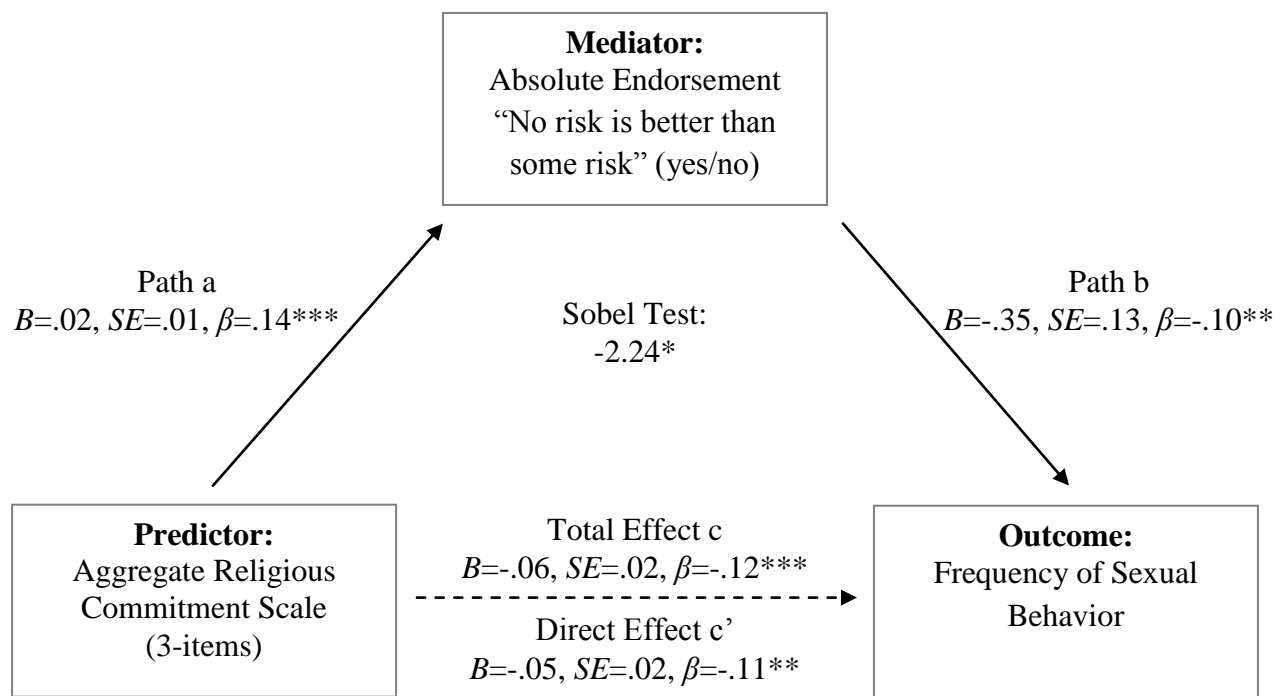 Mediator:
Absolute Endorsement
“No risk is better than
some risk” (yes/no)
Path a
B=.02, SE=.01, β=.14***
Sobel Test:
-2.24*
Path b
B=-.35, SE=.13, β=-.10**
Predictor:
Aggregate Religious
Commitment Scale
(3-items)
Total Effect c
B=-.06, SE=.02, β=-.12***
Direct Effect c’
B=-.05, SE=.02, β=-.11**
Outcome:
Frequency of Sexual
Behavior